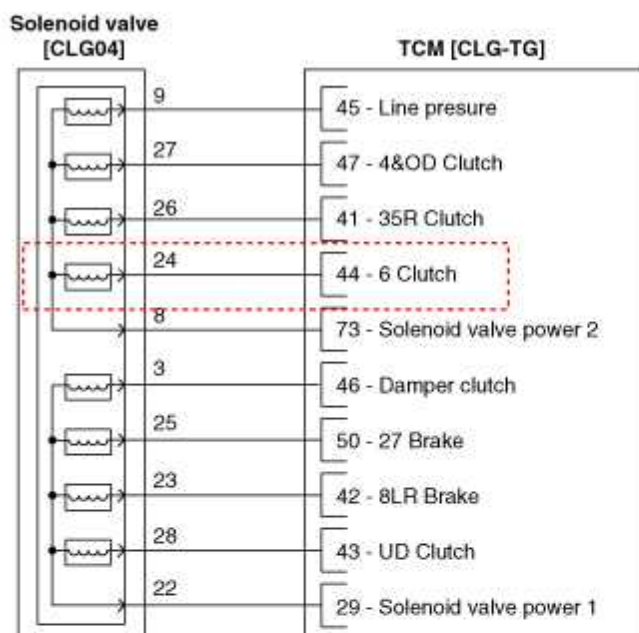 Solenoid valve
[CLG04]
TCM [CLG-TG]
9
45 - Line presure
27
47 - 4&OD Clutch
26
41 - 35R Clutch
24
44 - 6 Clutch
8
73 - Solenoid valve power 2
3
46 - Damper clutch
25
50 - 27 Brake
23
42 - 8LR Brake
28
43 - UD Clutch
22
29 - Solenoid valve power 1